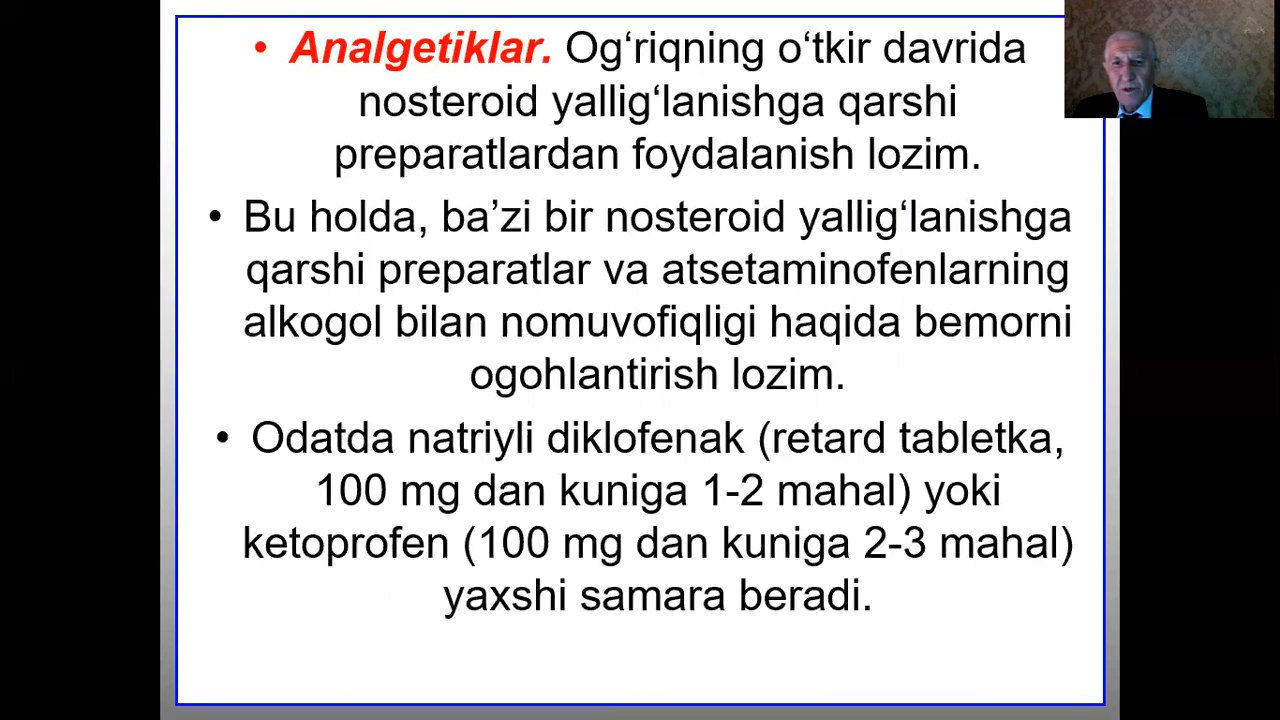 • Analgetiklar. Og‘riqning o‘tkir davrida
nosteroid yallig‘lanishga qarshi
preparatlardan foydalanish lozim.
• Bu holda, ba’zi bir nosteroid yallig‘lanishga
qarshi preparatlar va atsetaminofenlarning
alkogol bilan nomuvofiqligi haqida bemorni
ogohlantirish lozim.
• Odatda natriyli diklofenak (retard tabletka,
100 mg dan kuniga 1-2 mahal) yoki
ketoprofen (100 mg dan kuniga 2-3 mahal)
yaxshi samara beradi.